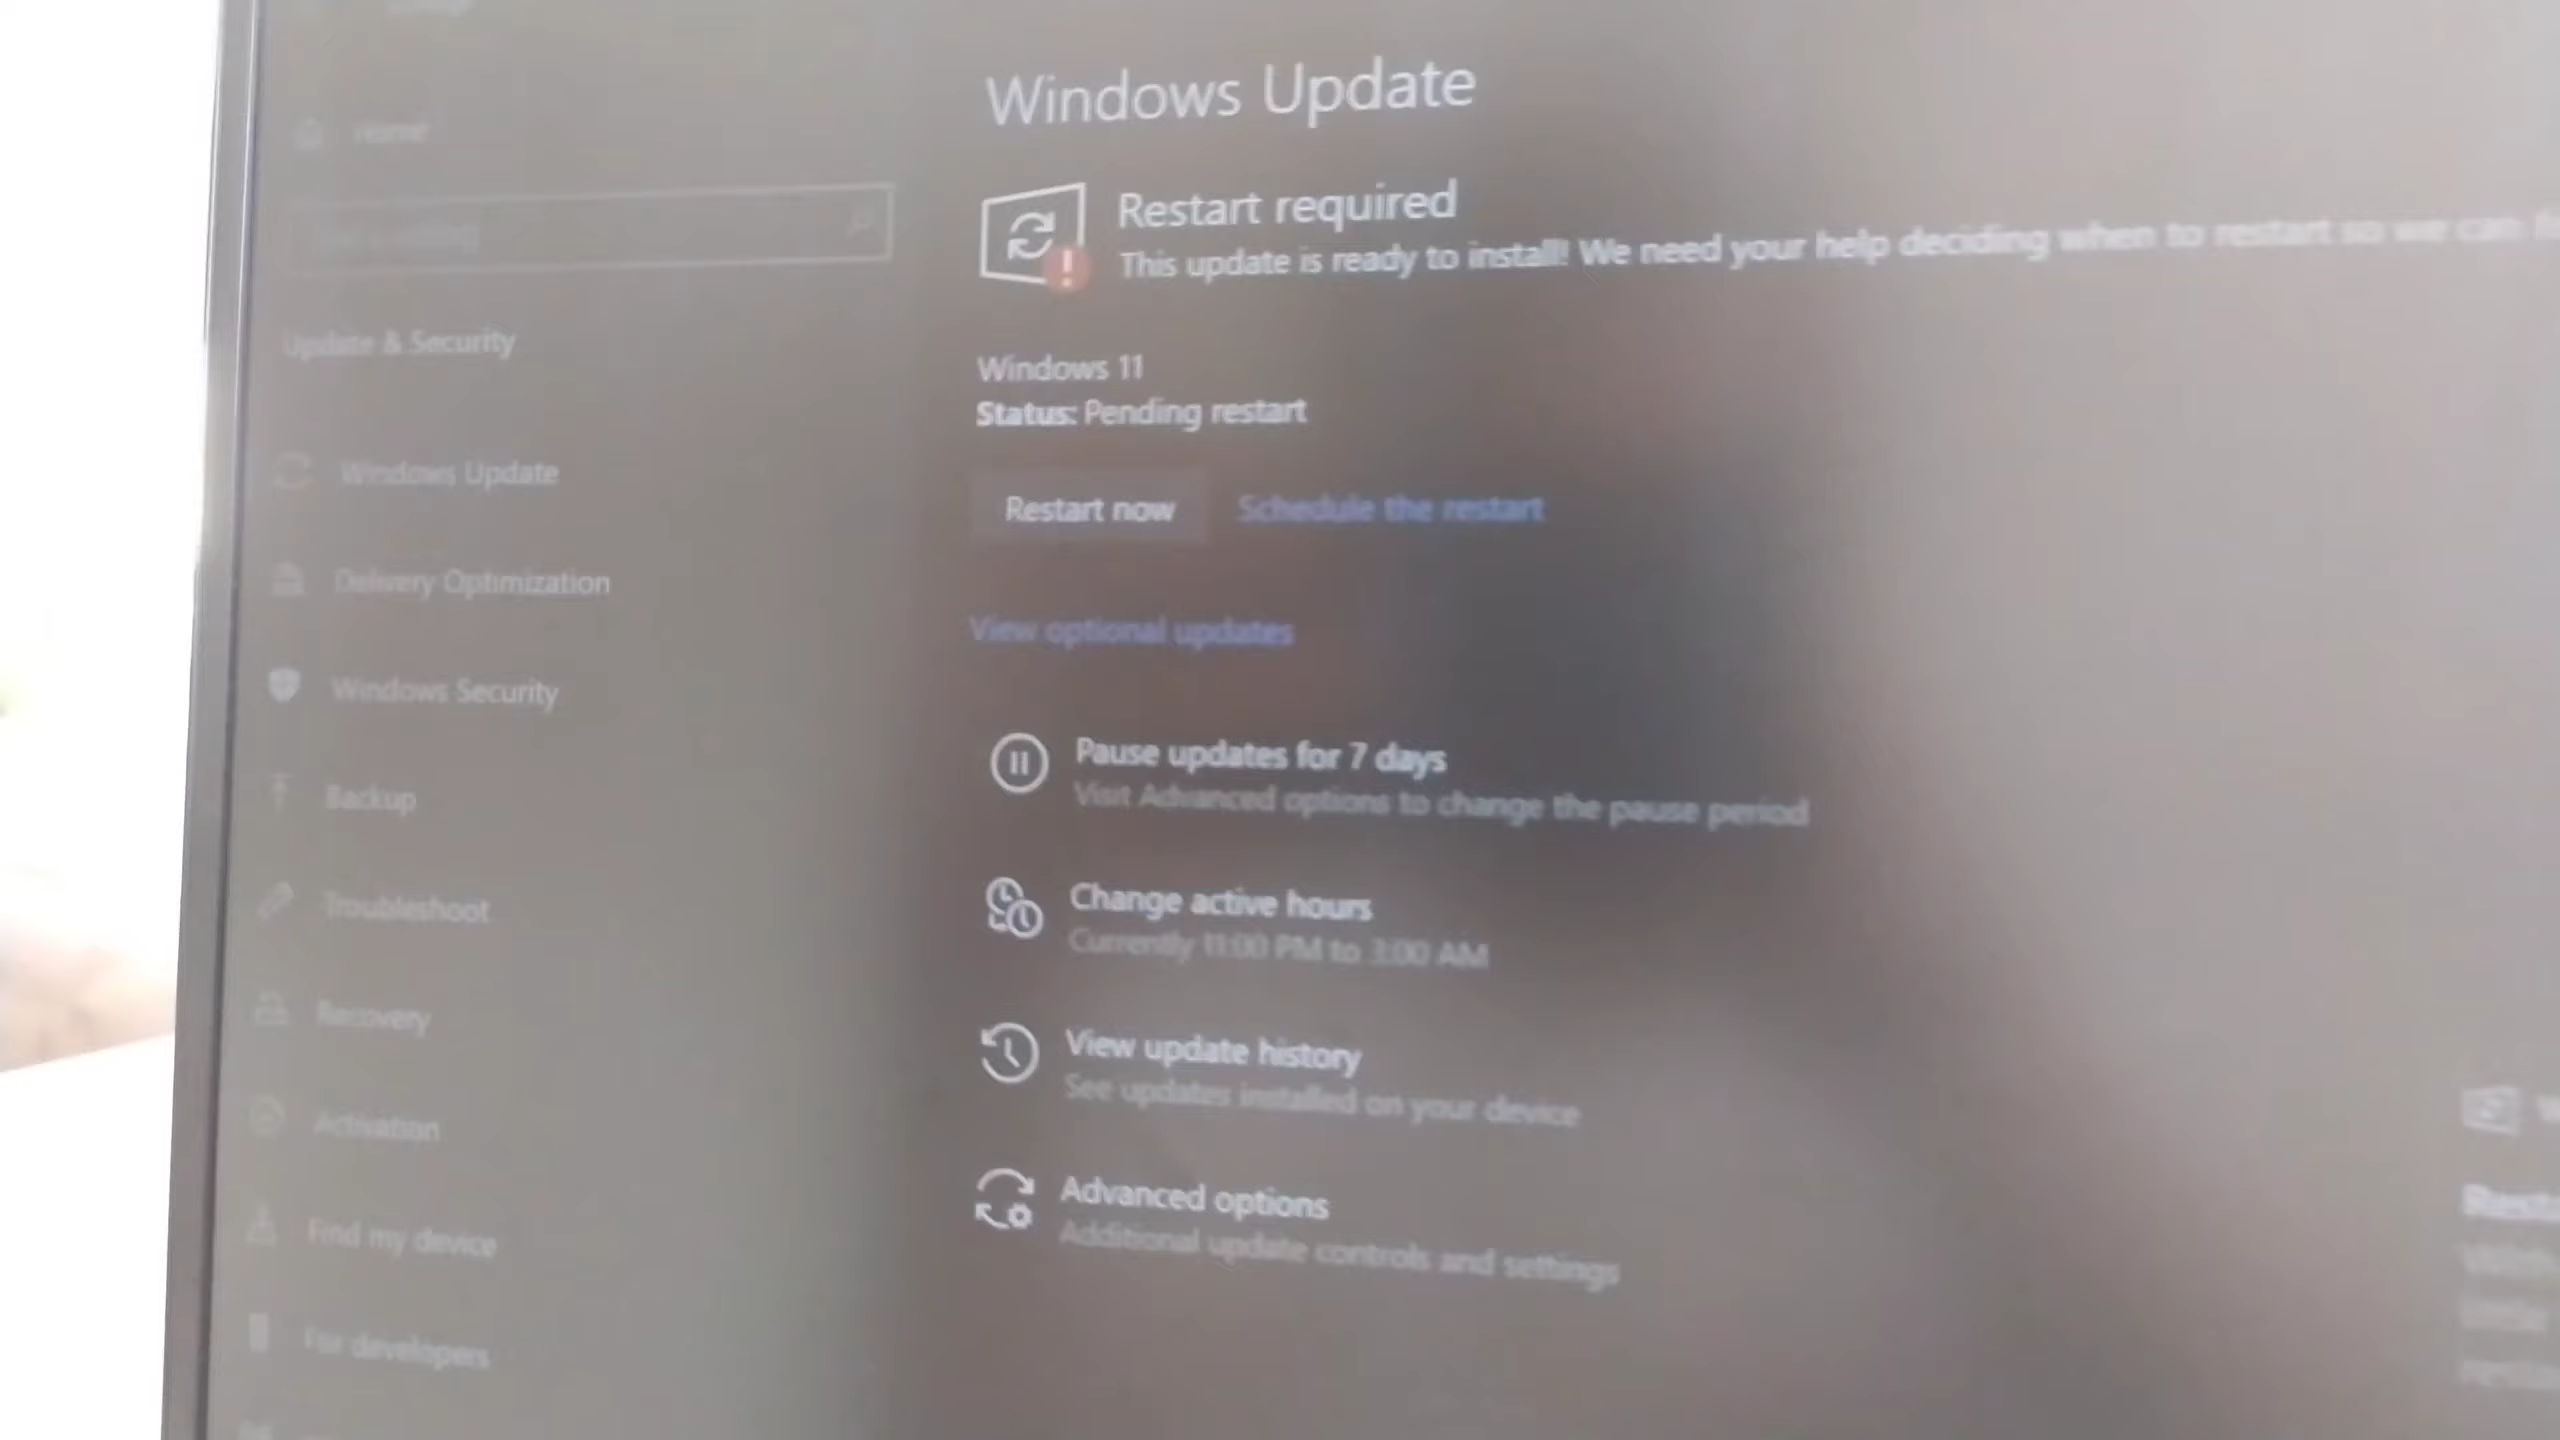 Home
Windows Update
Restart required
This update is ready to install! We need your help deciding when to restart so we can
Update & Security
Windows 11
Status: Pending restart
Windows Update
Restart now
Schedule the restart
Delivery Optimization
View optional updates
Windows Security
Pause updates for 7 days
Visit Advanced options to change the pause period
Backup
Change active hours
Currently 11:00 PM to 3:00 AM
Troubleshoot
Recovery
View update history
See updates installed on your device
Activation
Advanced options
Additional update controls and settings
Find my device
For developers